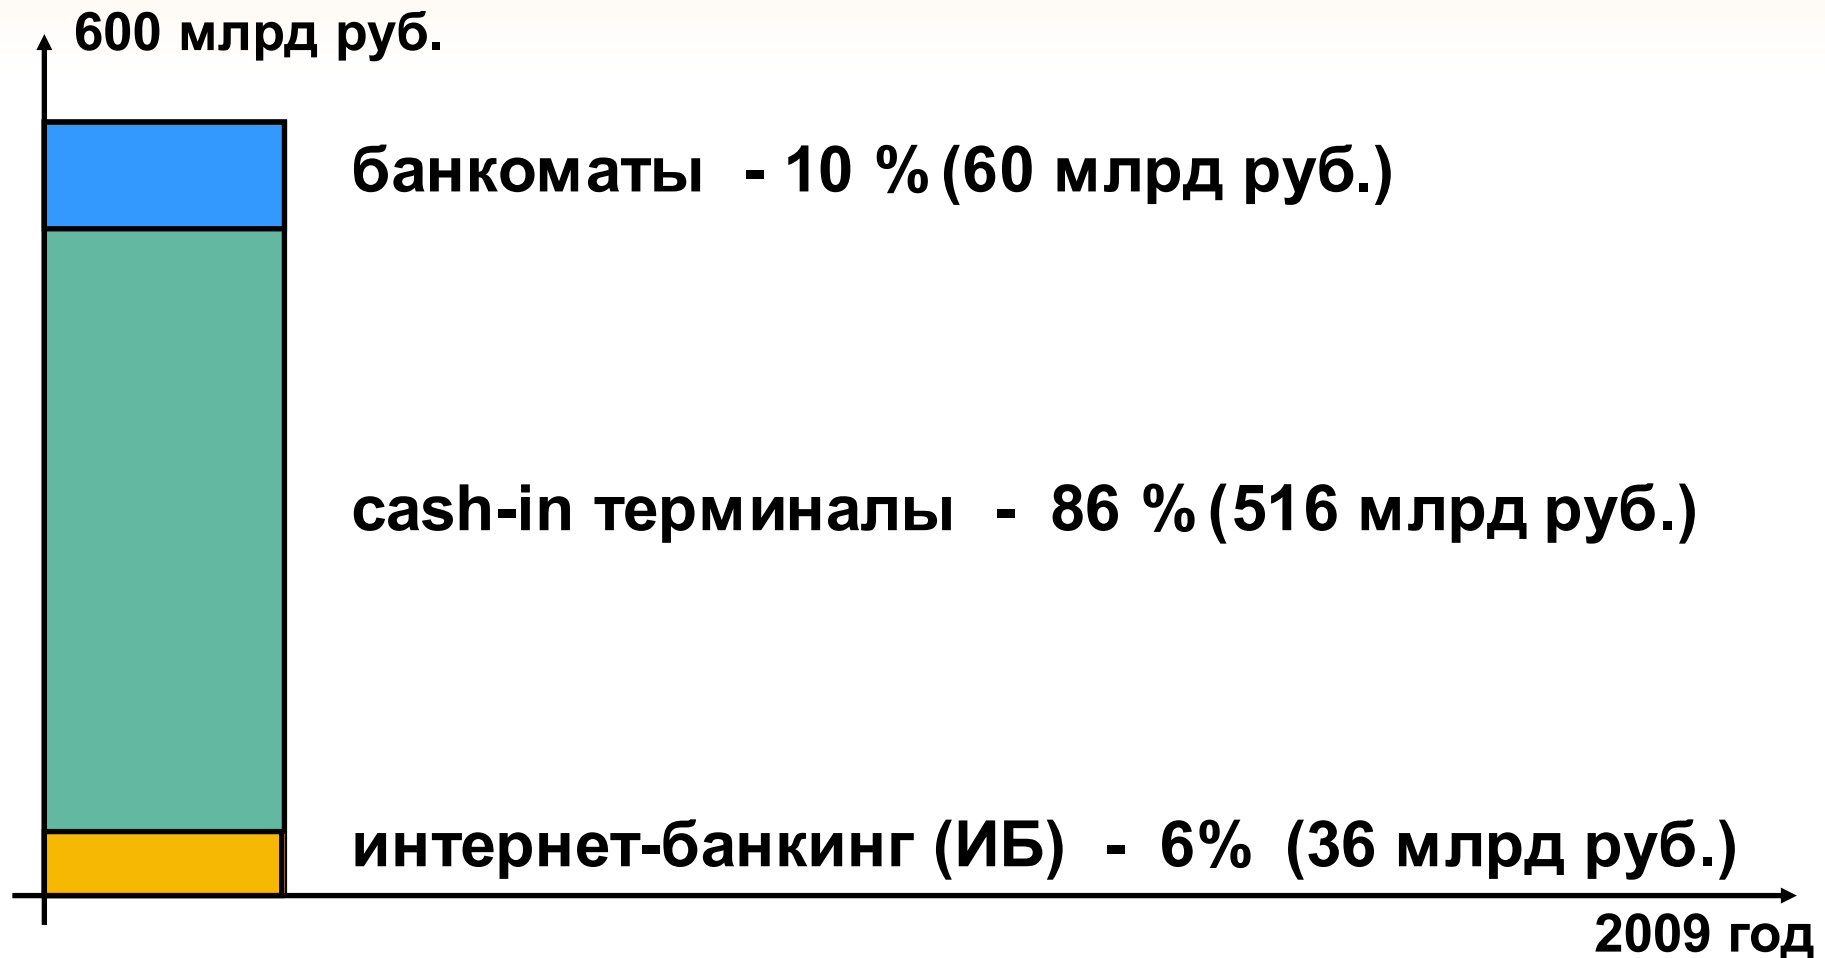 600 млрд руб.
банкоматы - 10 % (60 млрд руб.)
cash-in терминалы - 86 % (516 млрд руб.)
интернет-банкинг (ИБ) - 6% (36 млрд руб.)
2009 год